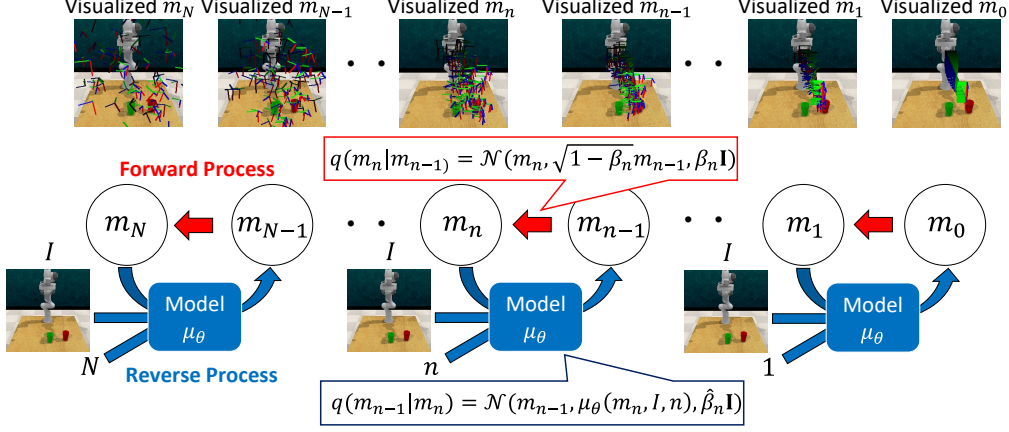 Visualized m_N Visualized m_{N−1} Visualized m_n Visualized m_{n−1} Visualized m_1 Visualized m_0
q(m_n|m_{n−1}) = 𝒩(m_n, √(1 − β_n)m_{n−1}, β_n𝐈)
Forward Process
m_N m_{N−1} · · m_n m_{n−1} · · m_1 m_0
I I I
Model μ_θ Model μ_θ Model μ_θ
N n 1
Reverse Process
q(m_{n−1}|m_n) = 𝒩(m_{n−1}, μ_θ(m_n, I, n), β̂_n𝐈)